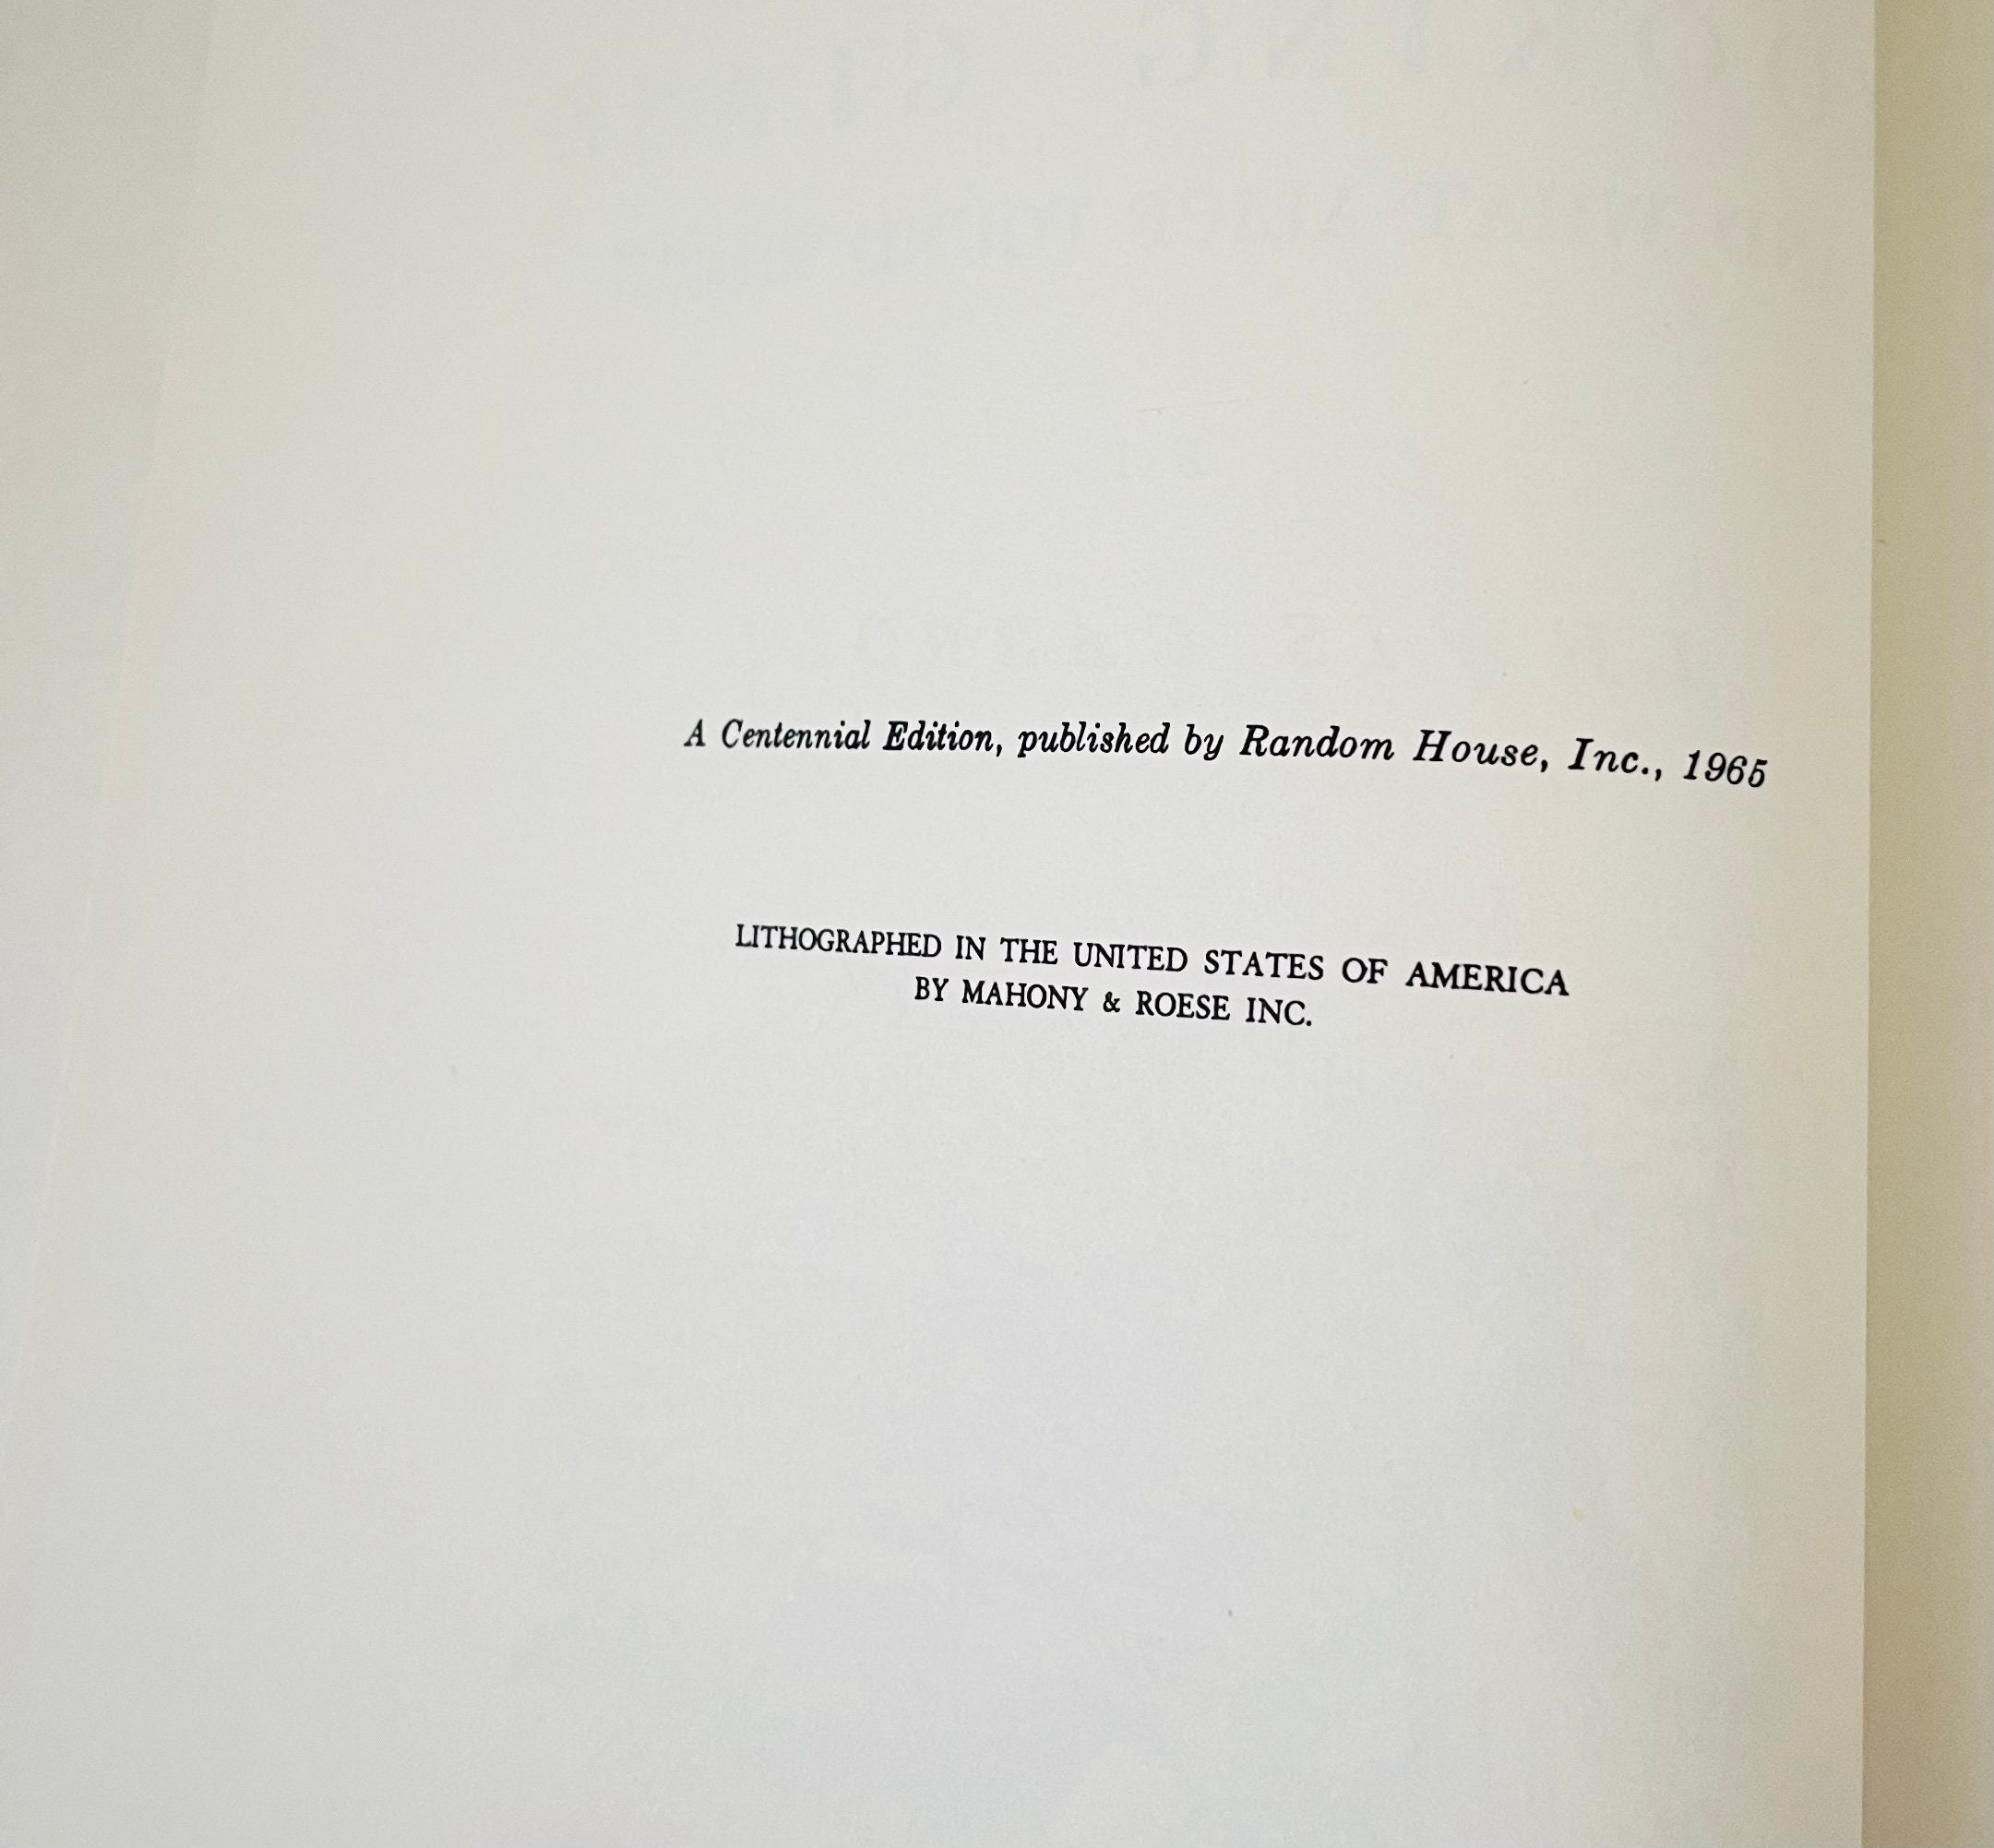 A Centennial Edition, published by Random House, Inc., 1965
LITHOGRAPHED IN THE UNITED STATES OF AMERICA
BY MAHONY & ROESE INC.